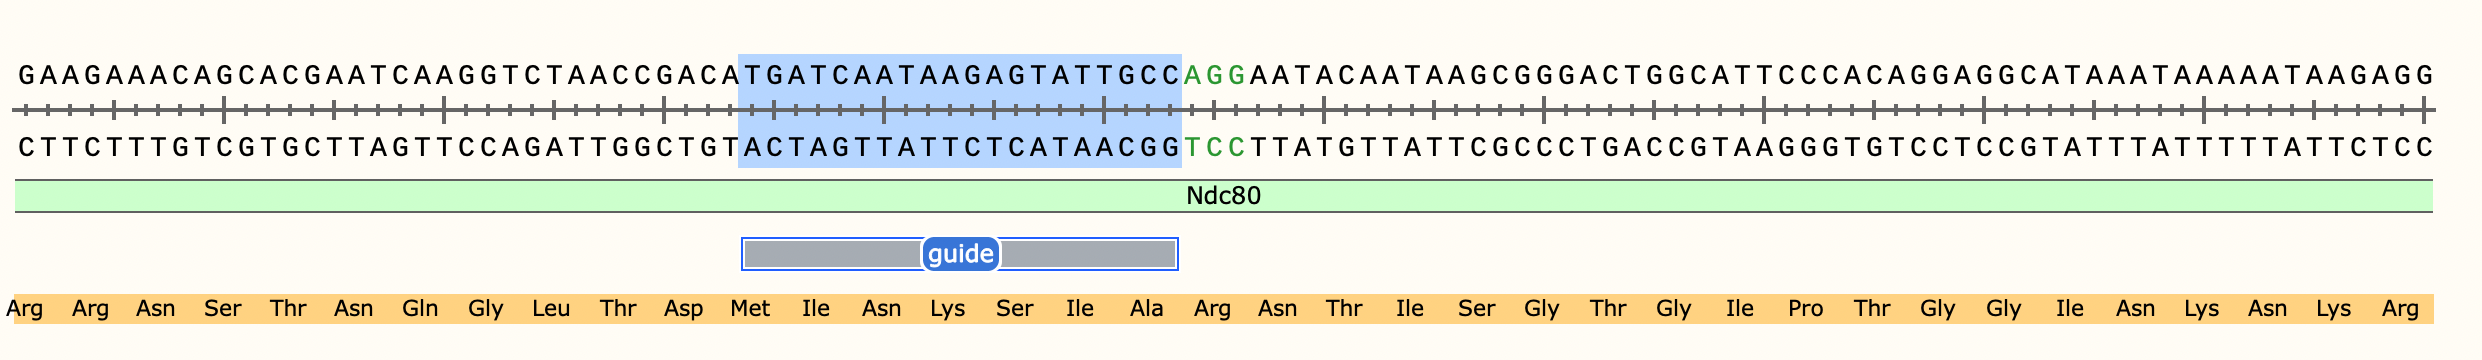 GAAGAAACAGCACGAATCAAGGTCTAACCGACATGATCAATAAGAGTATTGCCAGGAATACAATAAGCGGGACTGGCATTCCCACAGGAGGCATAAATAAAAATAAGAGG
CTTCTTTGTCGTGCTTAGTTCCAGATTGGCTGTACTAGTTATTCTCATAACGGTCCTTATGTTATTCGCCCTGACCGTAAGGGTGTCCTCCGTATTTATTTTTATTCTCC
Ndc80
guide
Arg Arg Asn Ser Thr Asn Gln Gly Leu Thr Asp Met Ile Asn Lys Ser Ile Ala Arg Asn Thr Ile Ser Gly Thr Gly Ile Pro Thr Gly Gly Ile Asn Lys Asn Lys Arg